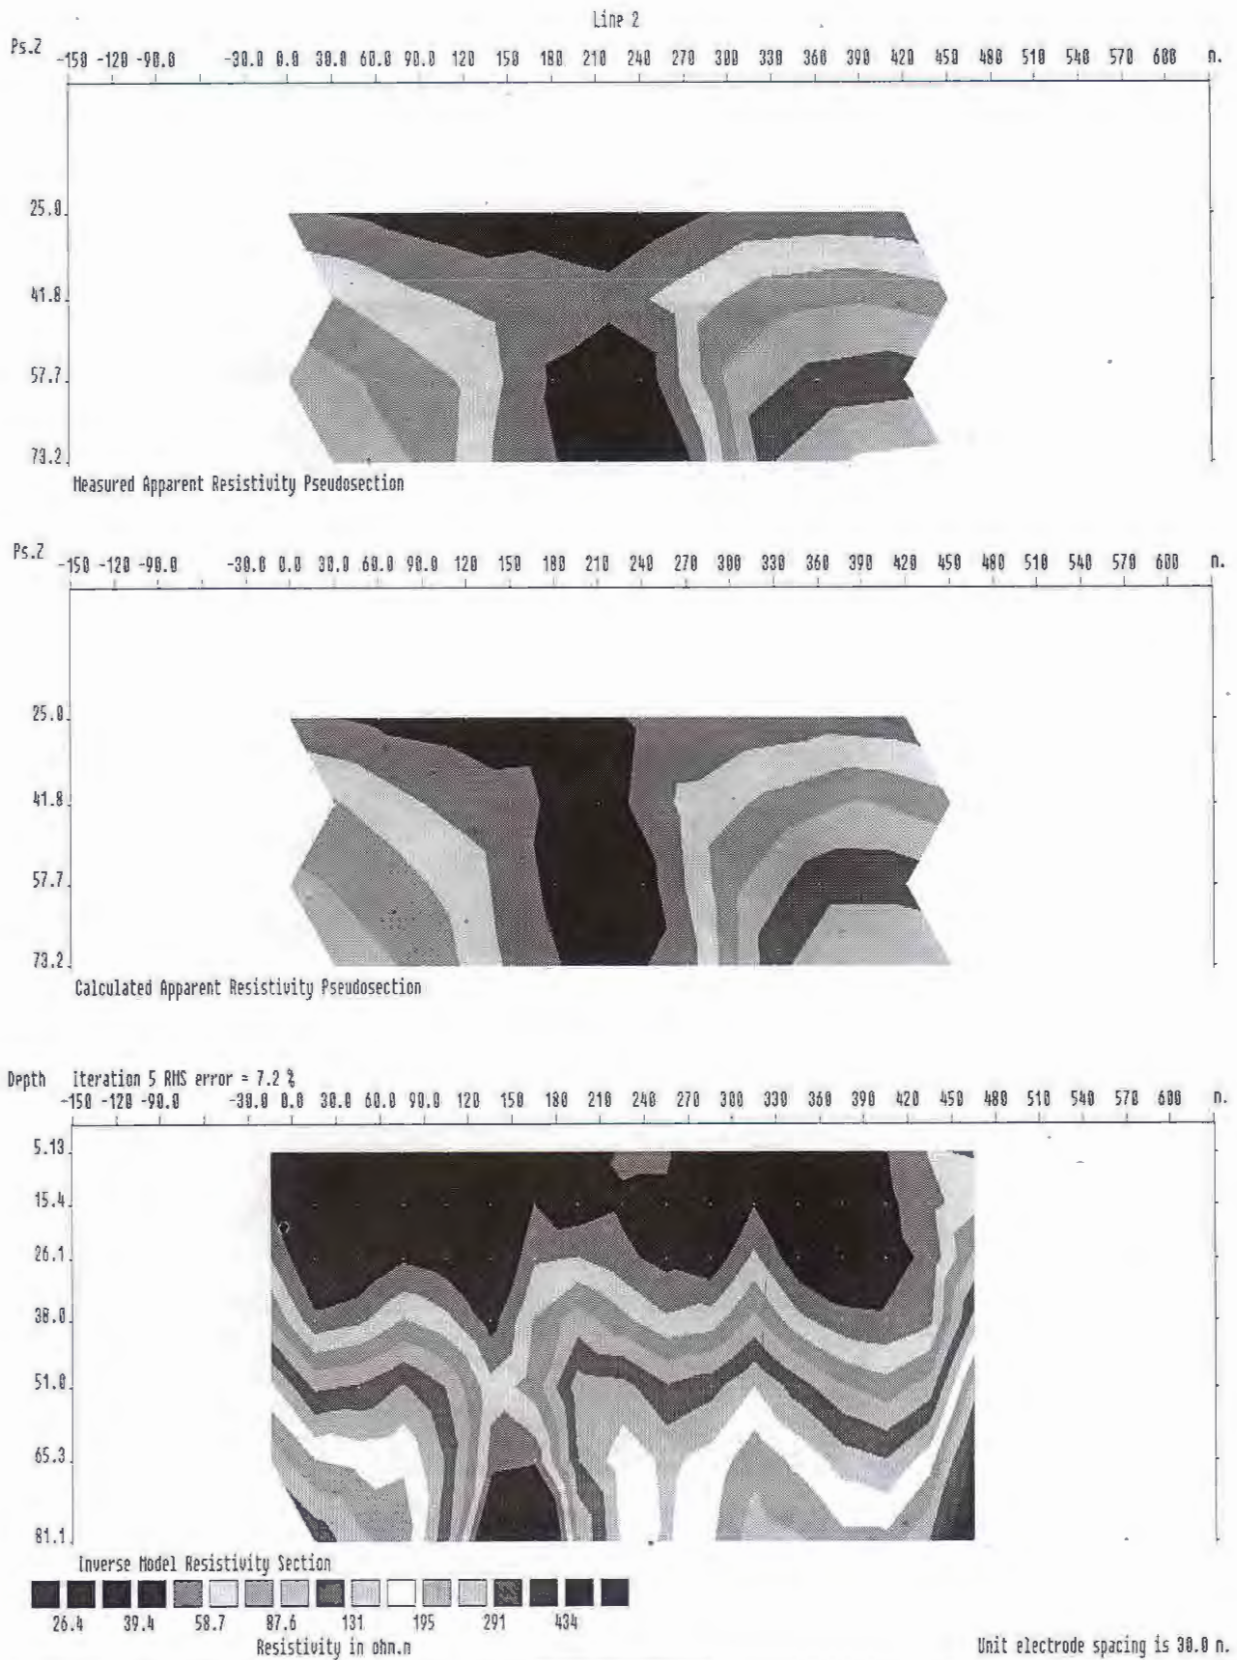 Line 2
Ps.Z -150 -120 -90.0 -30.0 0.0 30.0 60.0 90.0 120 150 180 210 240 270 300 330 360 390 420 450 480 510 540 570 600 m.
25.0
41.8
57.7
73.2
Measured Apparent Resistivity Pseudosection
Ps.Z -150 -120 -90.0 -30.0 0.0 30.0 60.0 90.0 120 150 180 210 240 270 300 330 360 390 420 450 480 510 540 570 600 m.
25.0
41.8
57.7
73.2
Calculated Apparent Resistivity Pseudosection
Depth Iteration 5 RMS error = 7.2 %
-150 -120 -90.0 -30.0 0.0 30.0 60.0 90.0 120 150 180 210 240 270 300 330 360 390 420 450 480 510 540 570 600 m.
5.13
15.4
26.1
38.0
51.0
65.3
81.1
Inverse Model Resistivity Section
26.4 39.4 58.7 87.6 131 195 291 434
Resistivity in ohm.m
Unit electrode spacing is 30.0 m.